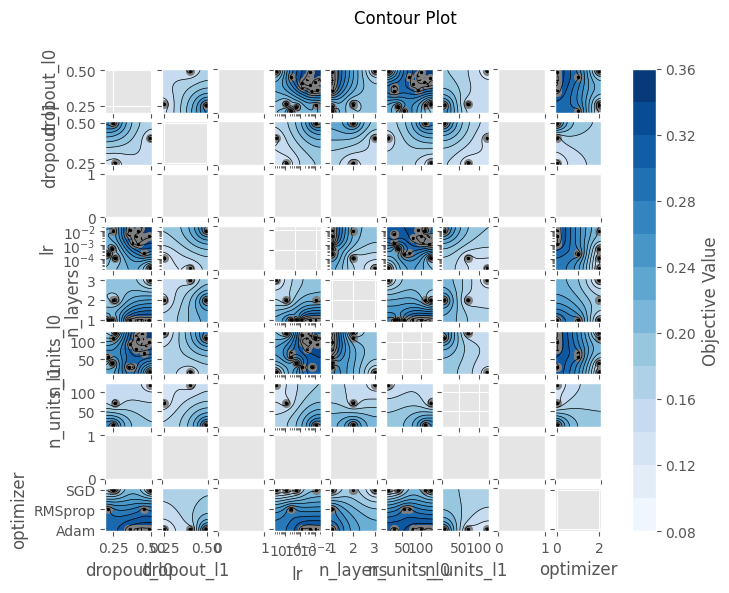 Contour Plot
dropout_l0
0.50
0.25
dropout_l1
0.50
0.25
1
0
lr
10⁻²
10⁻³
10⁻⁴
n_layers
3
2
1
n_units_l0
100
50
n_units_l1
100
50
1
0
optimizer
SGD
RMSprop
Adam
0.25 0.50 0.25 0.50 0 1 10⁻⁴ 10⁻² 1 2 3 50 100 50 100 0 1 0 2
dropout_l0 dropout_l1 lr n_layers n_units_l0 n_units_l1 optimizer
0.36
0.32
0.28
0.24
0.20
0.16
0.12
0.08
Objective Value